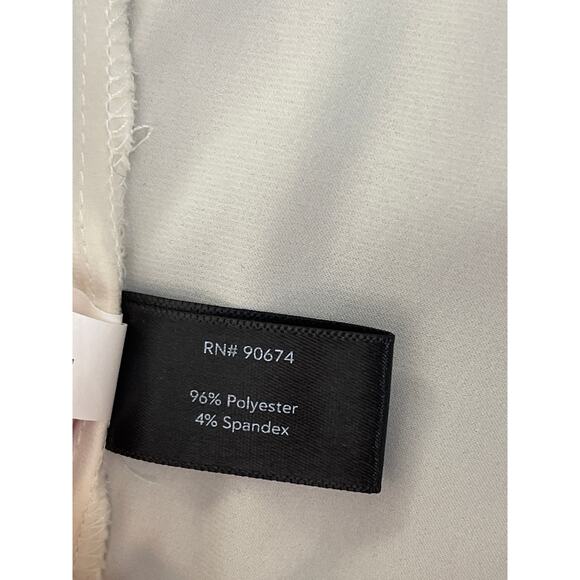 RN# 90674
96% Polyester
4% Spandex